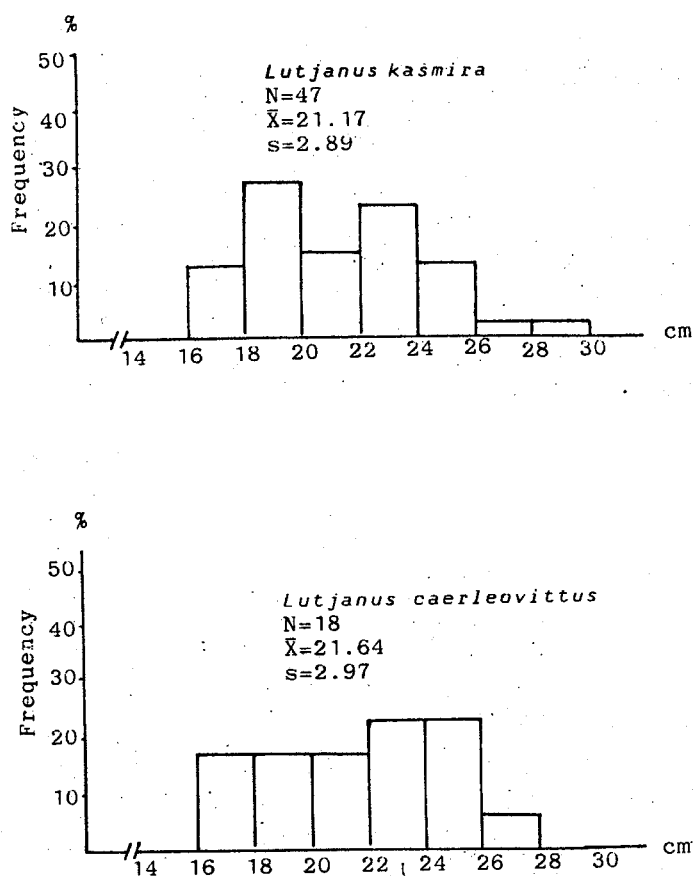 %
50
40
30
20
10
Frequency
Lutjanus kasmira
N=47
X̄=21.17
s=2.89
14 16 18 20 22 24 26 28 30 cm
%
50
40
30
20
10
Frequency
Lutjanus caerleovittus
N=18
X̄=21.64
s=2.97
14 16 18 20 22 24 26 28 30 cm